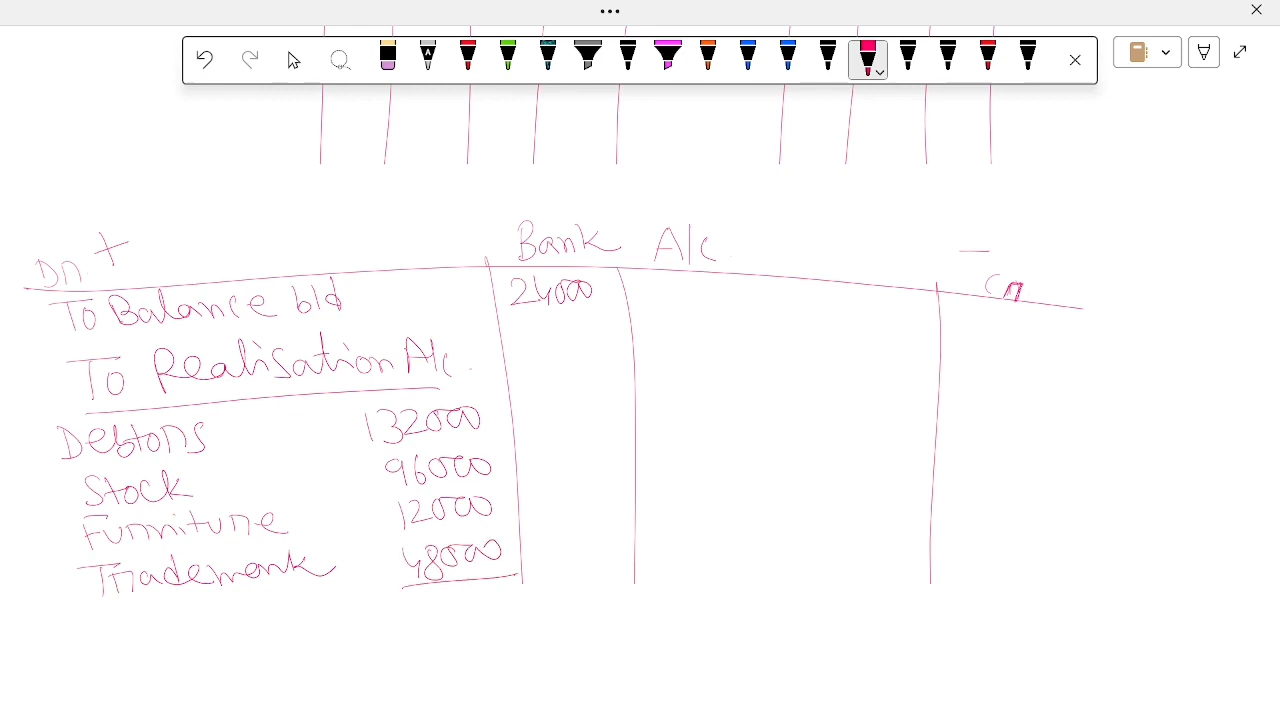 Bank A/c
Dr. + − Cr
To Balance b/d 24000
To Realisation A/c.
Debtors 132000
Stock 96000
Furniture 12000
Trademark 48000